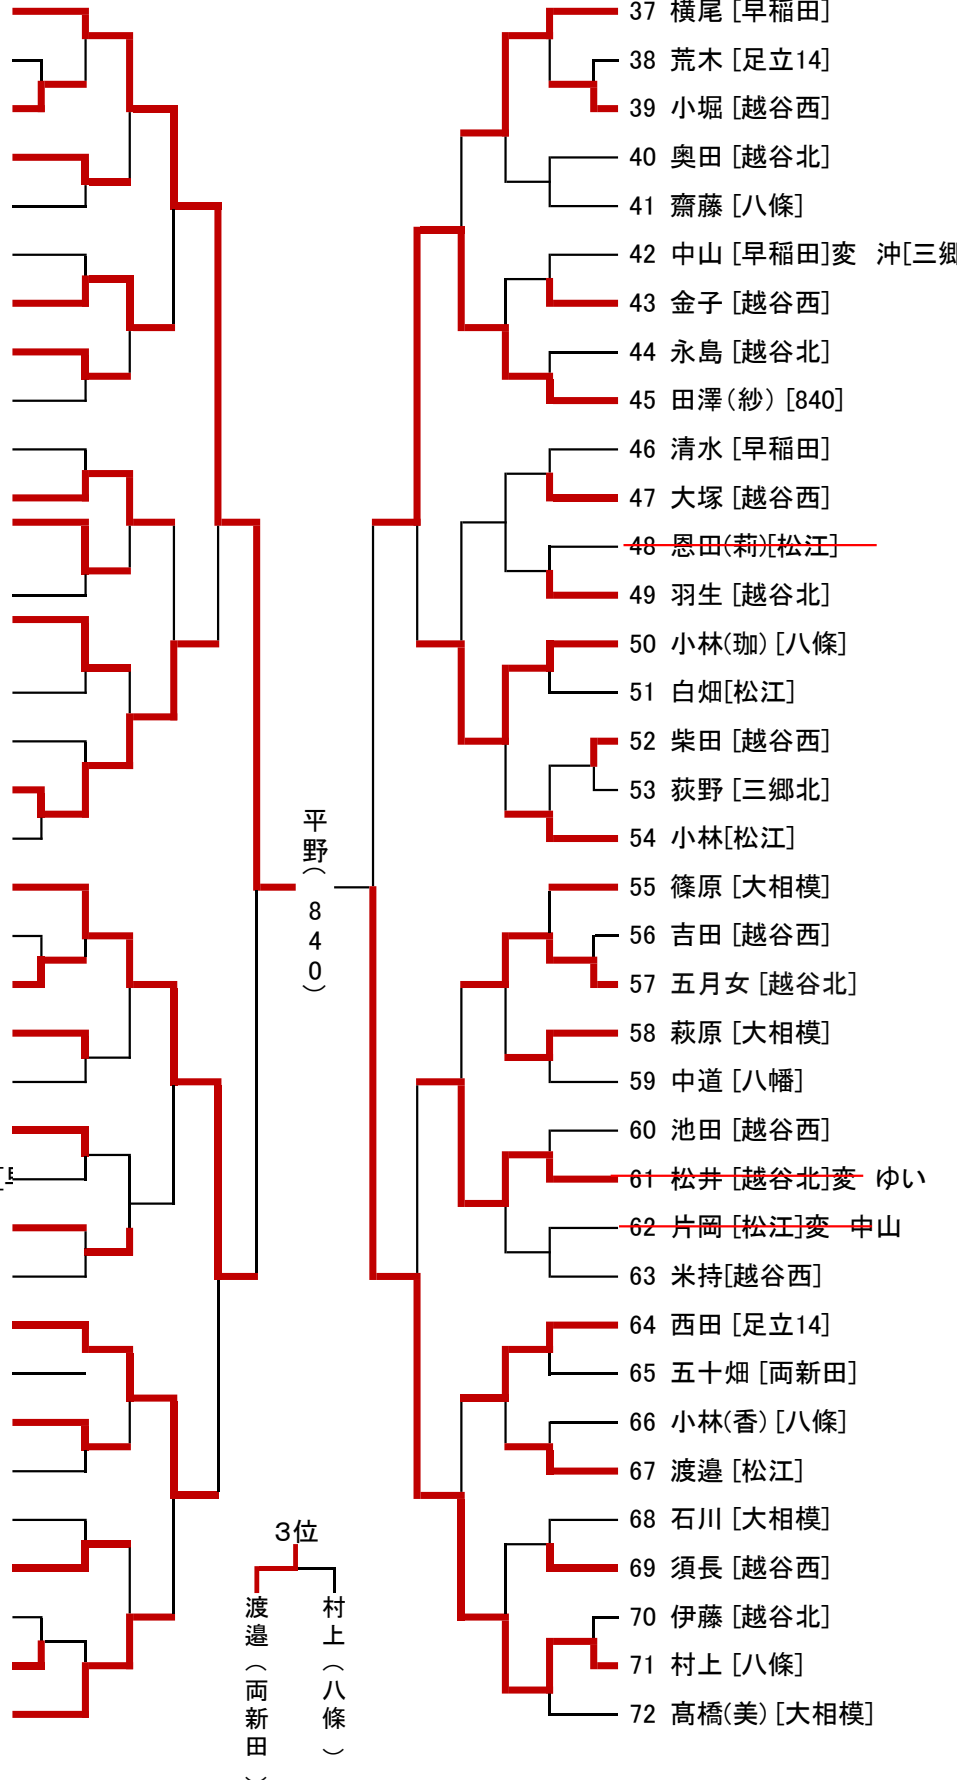 37 横尾 [早稲田]
38 荒木 [足立14]
39 小堀 [越谷西]
40 奥田 [越谷北]
41 齋藤 [八條]
42 中山 [早稲田]変 沖[三郷
43 金子 [越谷西]
44 永島 [越谷北]
45 田澤（紗） [840]
46 清水 [早稲田]
47 大塚 [越谷西]
48 恩田(莉)[松江]
49 羽生 [越谷北]
50 小林(珈) [八條]
51 白畑[松江]
52 柴田 [越谷西]
53 荻野 [三郷北]
54 小林[松江]
平野（840）
55 篠原 [大相模]
56 吉田 [越谷西]
57 五月女 [越谷北]
58 萩原 [大相模]
59 中道 [八幡]
60 池田 [越谷西]
61 松井 [越谷北]変 ゆい
62 片岡 [松江]変 中山
63 米持[越谷西]
64 西田 [足立14]
65 五十畑 [両新田]
66 小林(香) [八條]
67 渡邉 [松江]
68 石川 [大相模]
69 須長 [越谷西]
70 伊藤 [越谷北]
71 村上 [八條]
72 髙橋(美) [大相模]
3位
渡邉（両新田）
村上（八條）